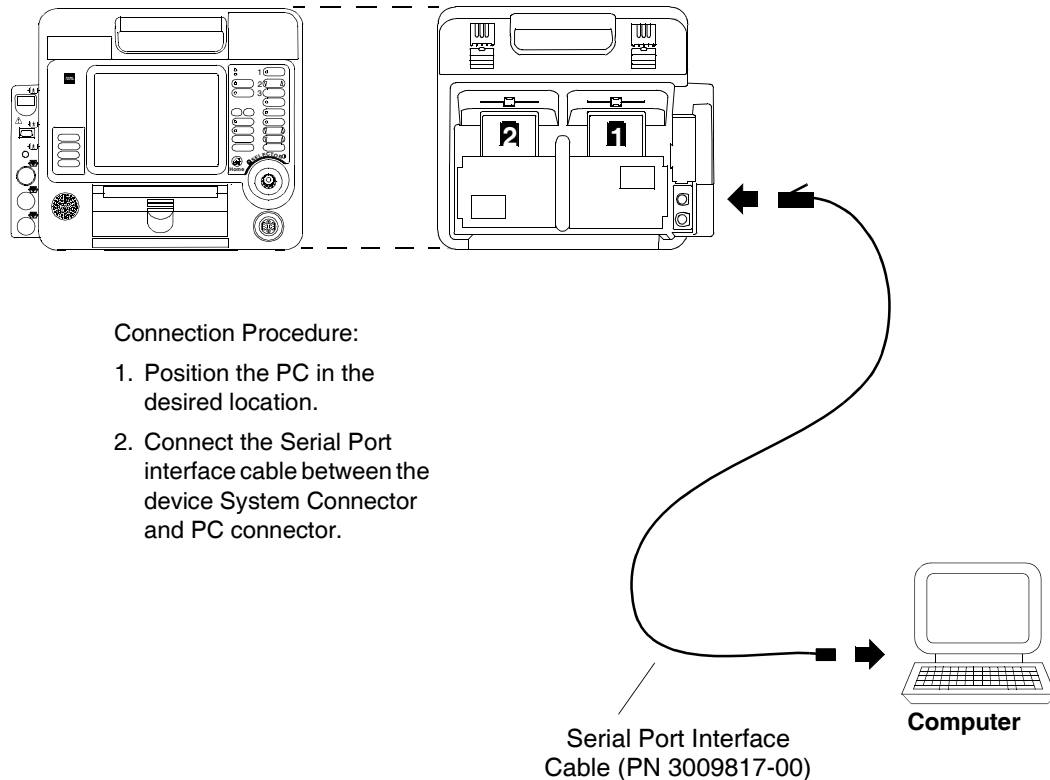 1
2
3
SELECTOR
Home
2
1
Connection Procedure:
1. Position the PC in the
desired location.
2. Connect the Serial Port
interface cable between the
device System Connector
and PC connector.
Computer
Serial Port Interface
Cable (PN 3009817-00)